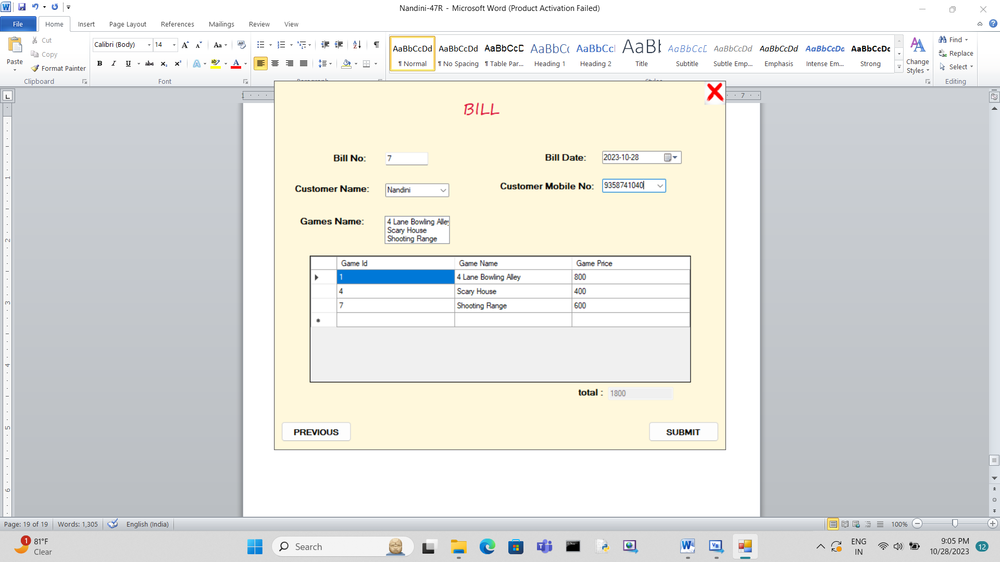 Nandini-47R - Microsoft Word (Product Activation Failed)
File Home Insert Page Layout References Mailings Review View
Paste
Cut
Copy
Format Painter
Clipboard
Calibri (Body) 14
Font
AaBbCcDd
¶ Normal
AaBbCcDd
¶ No Spacing
AaBbCcD
¶ Table Par...
AaBbCc
Heading 1
AaBbCc
Heading 2
AaBb
Title
AaBbCcD
Subtitle
AaBbCcDd
Subtle Emp...
AaBbCcDd
Emphasis
AaBbCcDd
Intense Em...
AaBbCcDc
Strong
Change
Styles
Find
Replace
Select
Editing
BILL
Bill No: 7
Bill Date: 2023-10-28
Customer Name: Nandini
Customer Mobile No: 9358741040
Games Name:
4 Lane Bowling Alley
Scary House
Shooting Range
Game Id Game Name Game Price
1 4 Lane Bowling Alley 800
4 Scary House 400
7 Shooting Range 600
total : 1800
PREVIOUS SUBMIT
Page: 19 of 19 Words: 1,305 English (India) 100%
1 81°F
Clear
Search
ENG
IN
9:05 PM
10/28/2023
12